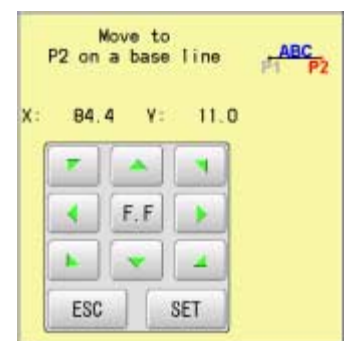 Move to
P2 on a base line
ABC
P1 P2
X: 84.4 Y: 11.0
F.F
ESC SET